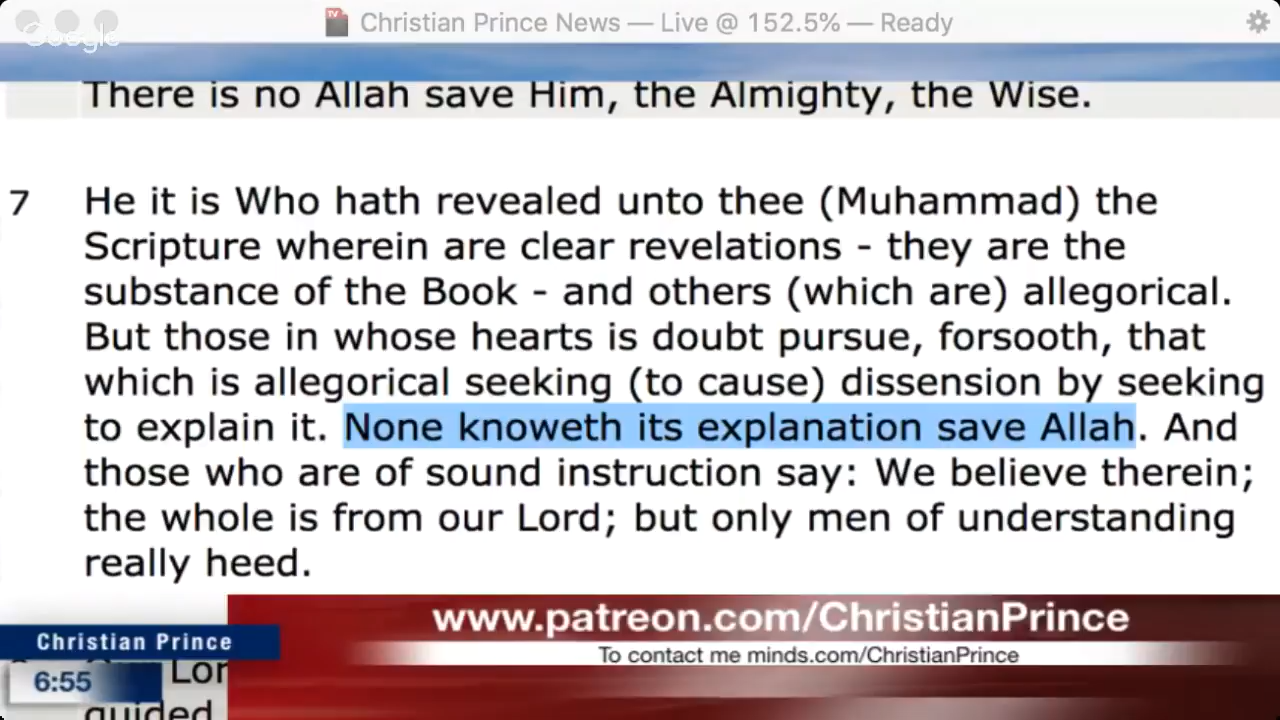 Christian Prince News — Live @ 152.5% — Ready
Google
There is no Allah save Him, the Almighty, the Wise.
7 He it is Who hath revealed unto thee (Muhammad) the
Scripture wherein are clear revelations - they are the
substance of the Book - and others (which are) allegorical.
But those in whose hearts is doubt pursue, forsooth, that
which is allegorical seeking (to cause) dissension by seeking
to explain it. None knoweth its explanation save Allah. And
those who are of sound instruction say: We believe therein;
the whole is from our Lord; but only men of understanding
really heed.
www.patreon.com/ChristianPrince
Christian Prince
To contact me minds.com/ChristianPrince
6:55
guided